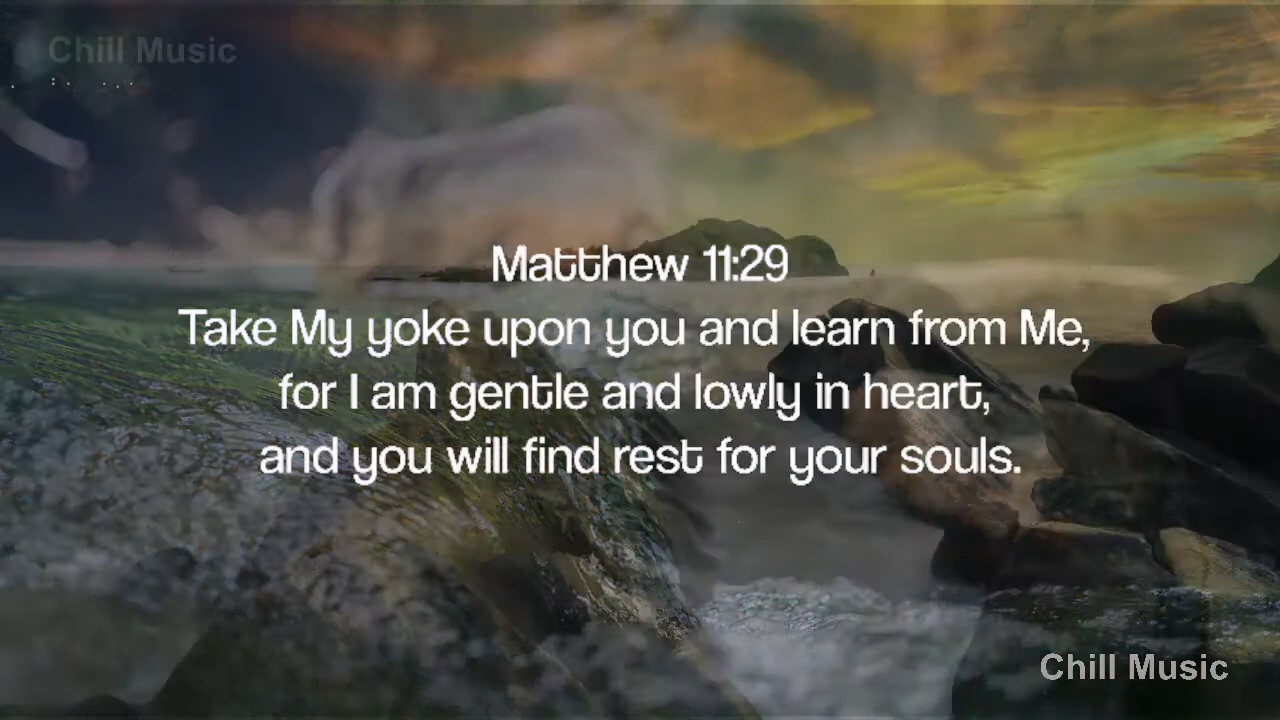 Chill Music
Matthew 11:29
Take My yoke upon you and learn from Me,
for I am gentle and lowly in heart,
and you will find rest for your souls.
Chill Music